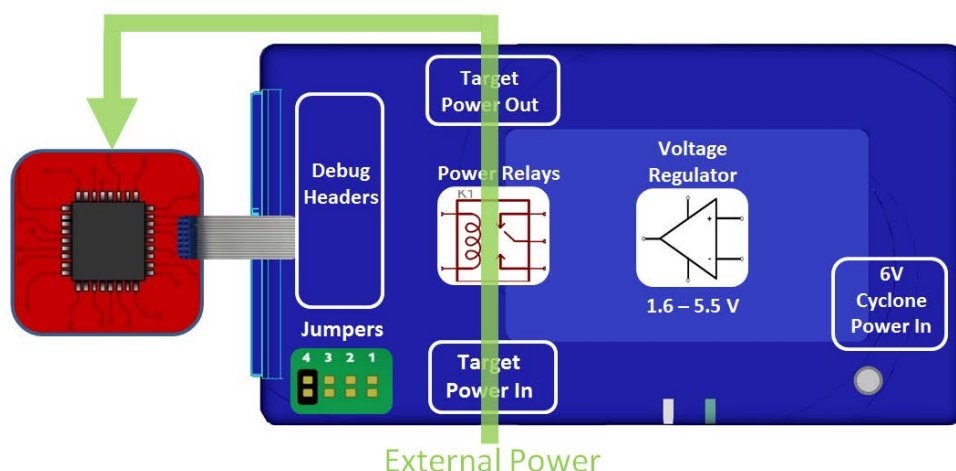 Target
Power Out
Debug
Headers
Power Relays
K1
Voltage
Regulator
+
-
1.6 – 5.5 V
6V
Cyclone
Power In
Jumpers
4 3 2 1
Target
Power In
External Power